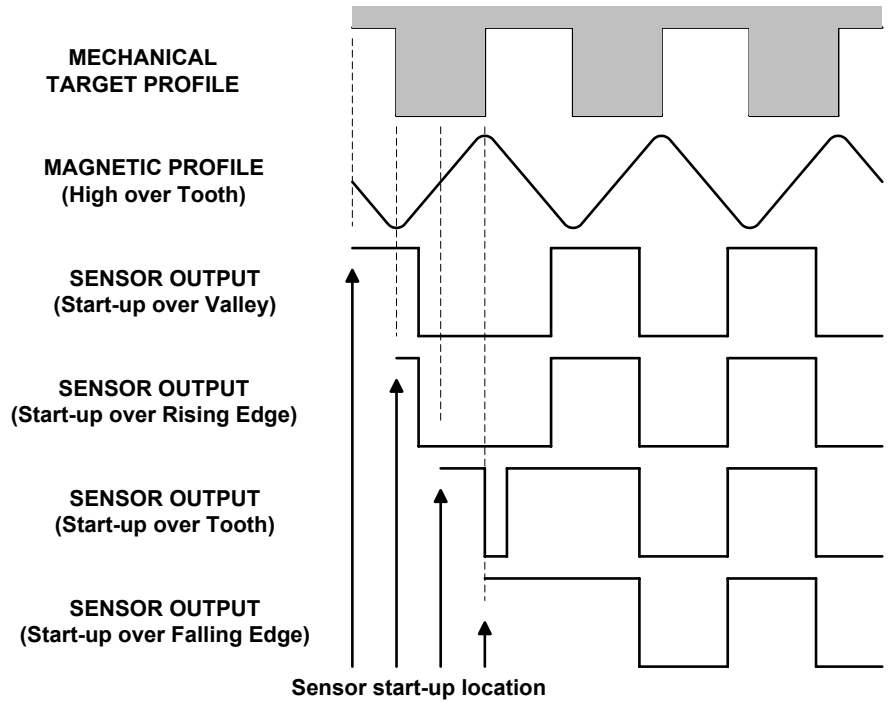 MECHANICAL
TARGET PROFILE
MAGNETIC PROFILE
(High over Tooth)
SENSOR OUTPUT
(Start-up over Valley)
SENSOR OUTPUT
(Start-up over Rising Edge)
SENSOR OUTPUT
(Start-up over Tooth)
SENSOR OUTPUT
(Start-up over Falling Edge)
Sensor start-up location